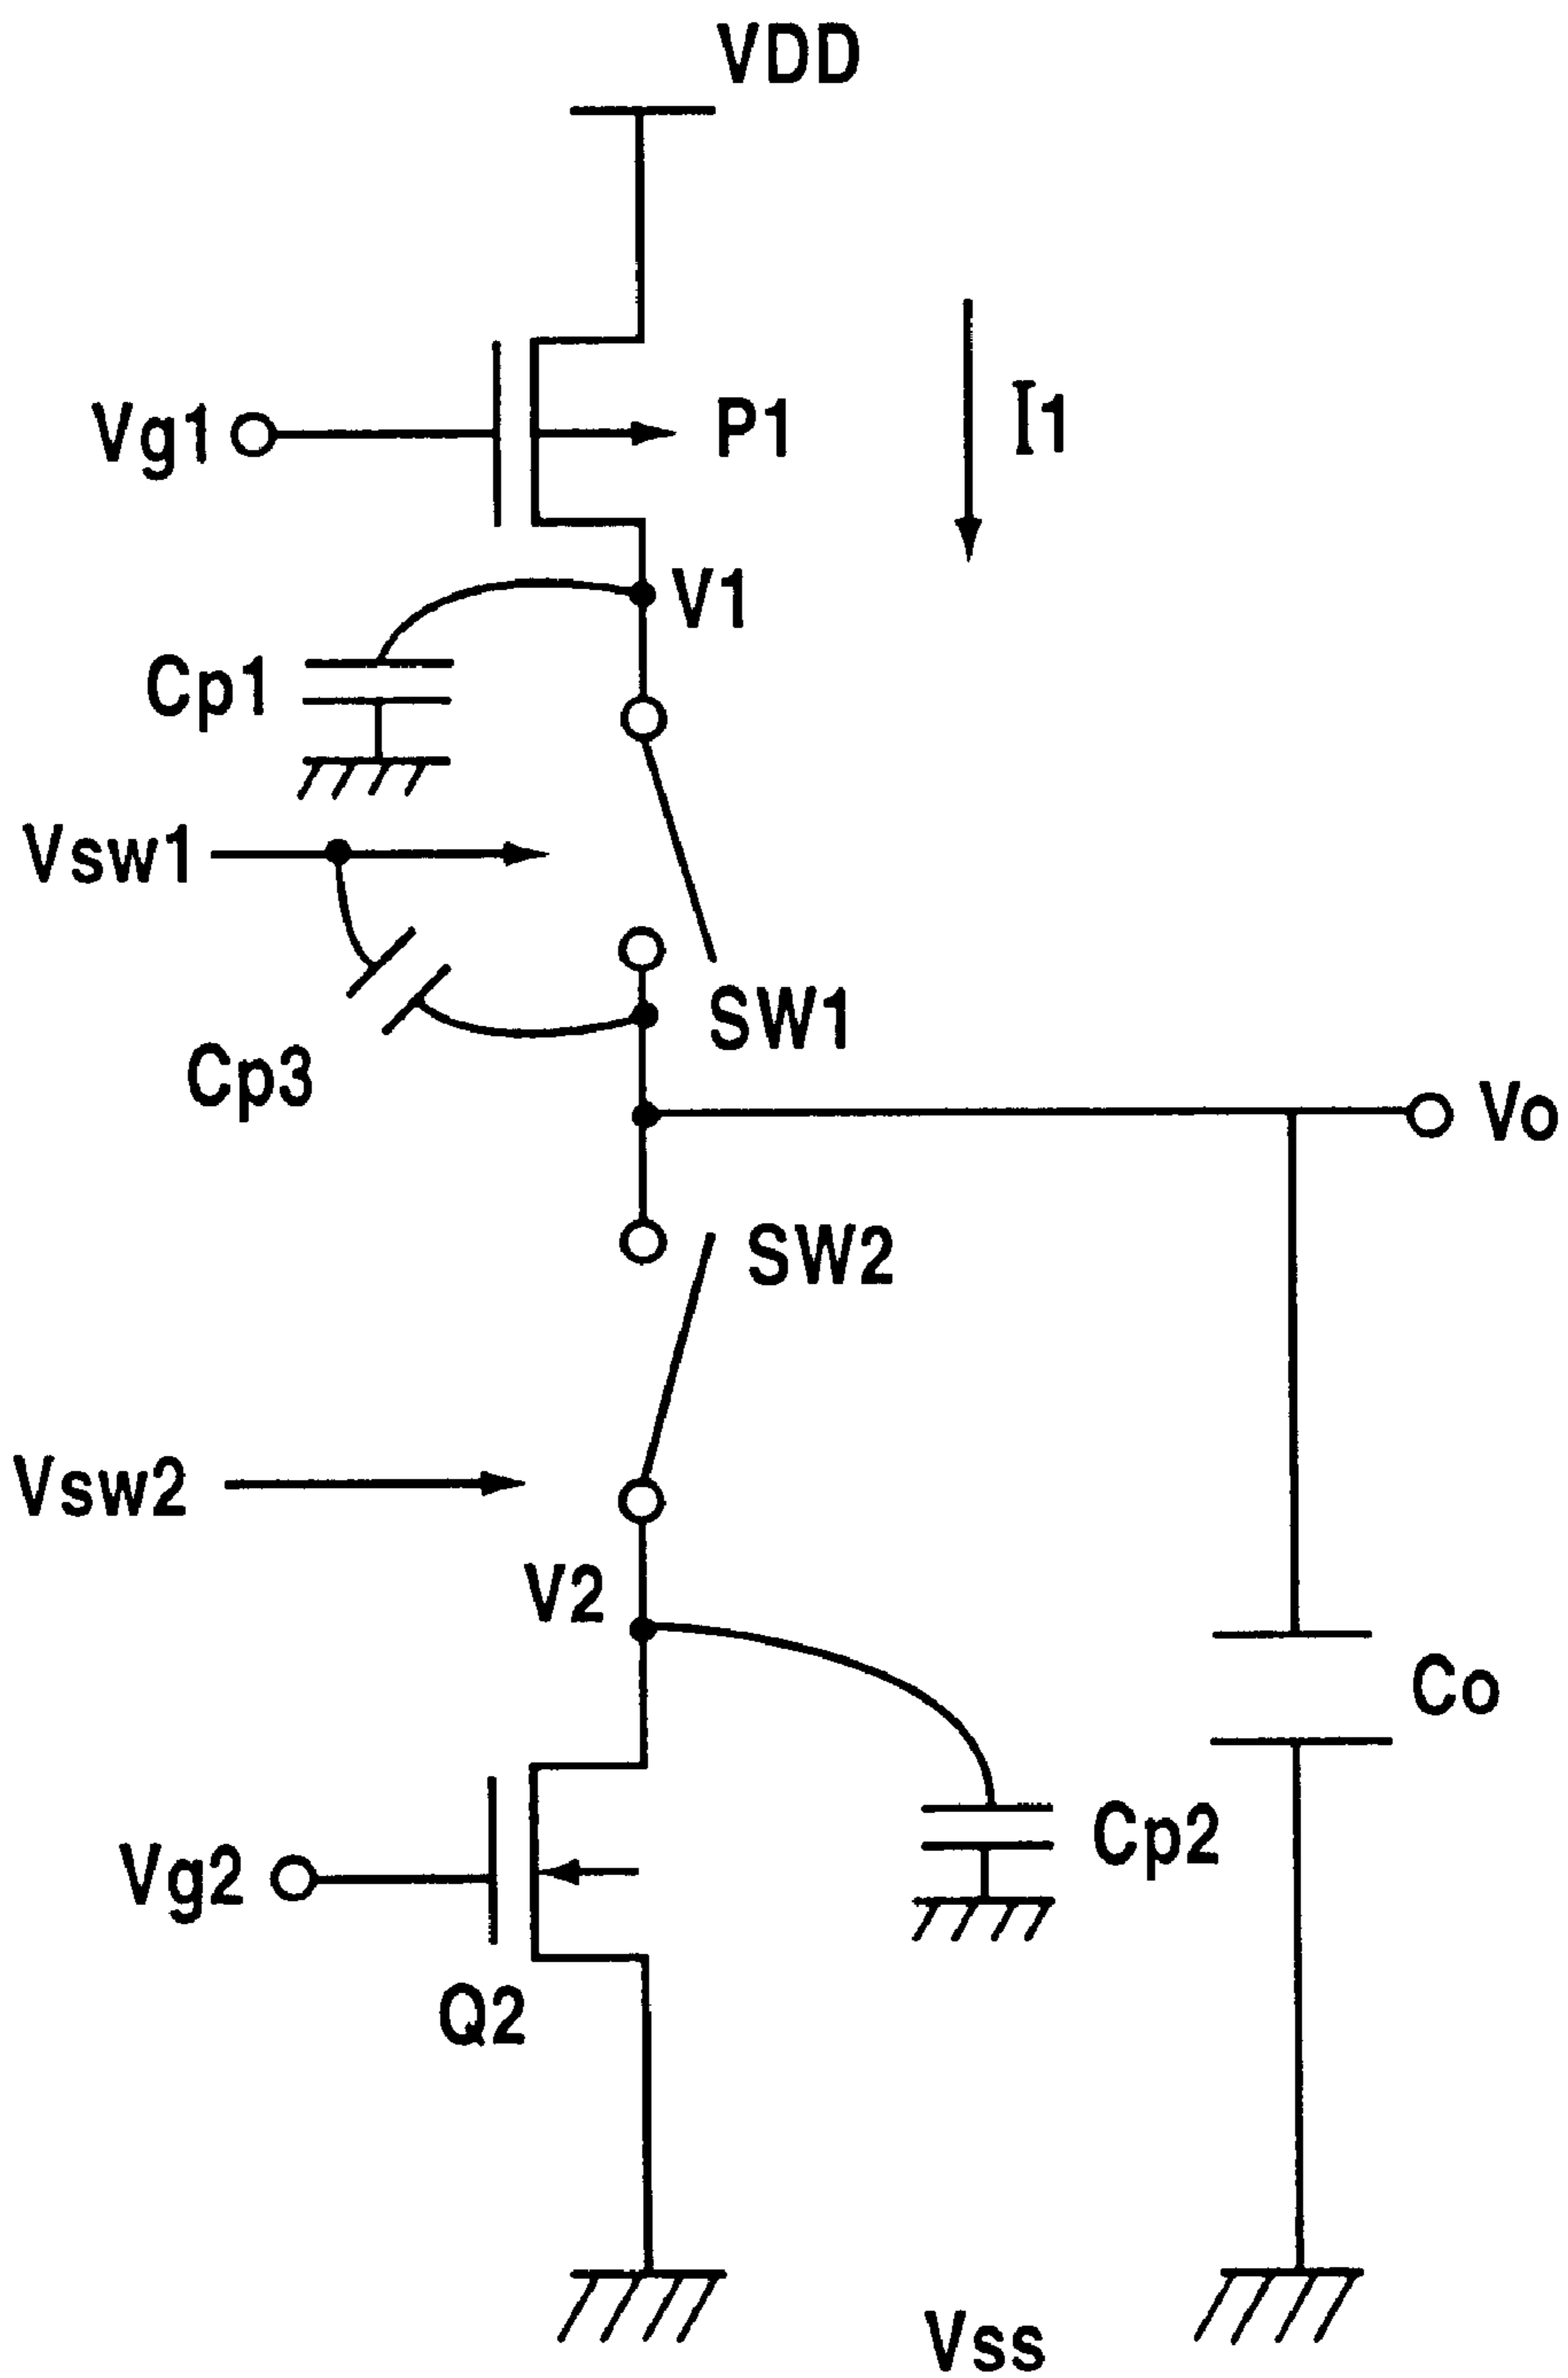 VDD
Vg1
P1
I1
V1
Cp1
Vsw1
SW1
Cp3
Vo
SW2
Vsw2
V2
Co
Cp2
Vg2
Q2
Vss